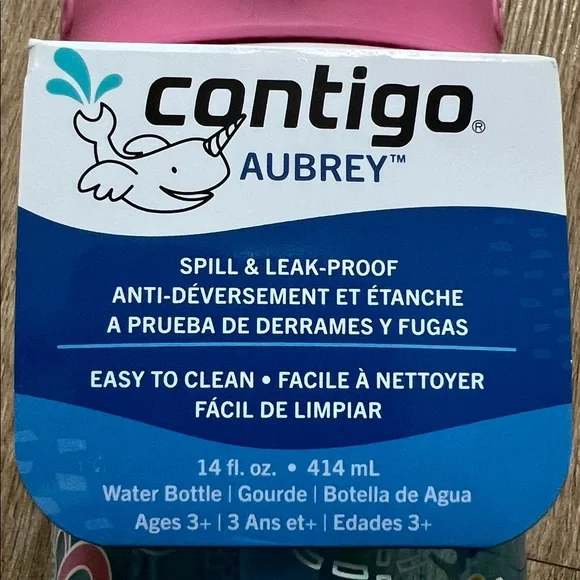 contigo®
AUBREY™
SPILL & LEAK-PROOF
ANTI-DÉVERSEMENT ET ÉTANCHE
A PRUEBA DE DERRAMES Y FUGAS
EASY TO CLEAN • FACILE À NETTOYER
FÁCIL DE LIMPIAR
14 fl. oz. • 414 mL
Water Bottle | Gourde | Botella de Agua
Ages 3+ | 3 Ans et+ | Edades 3+